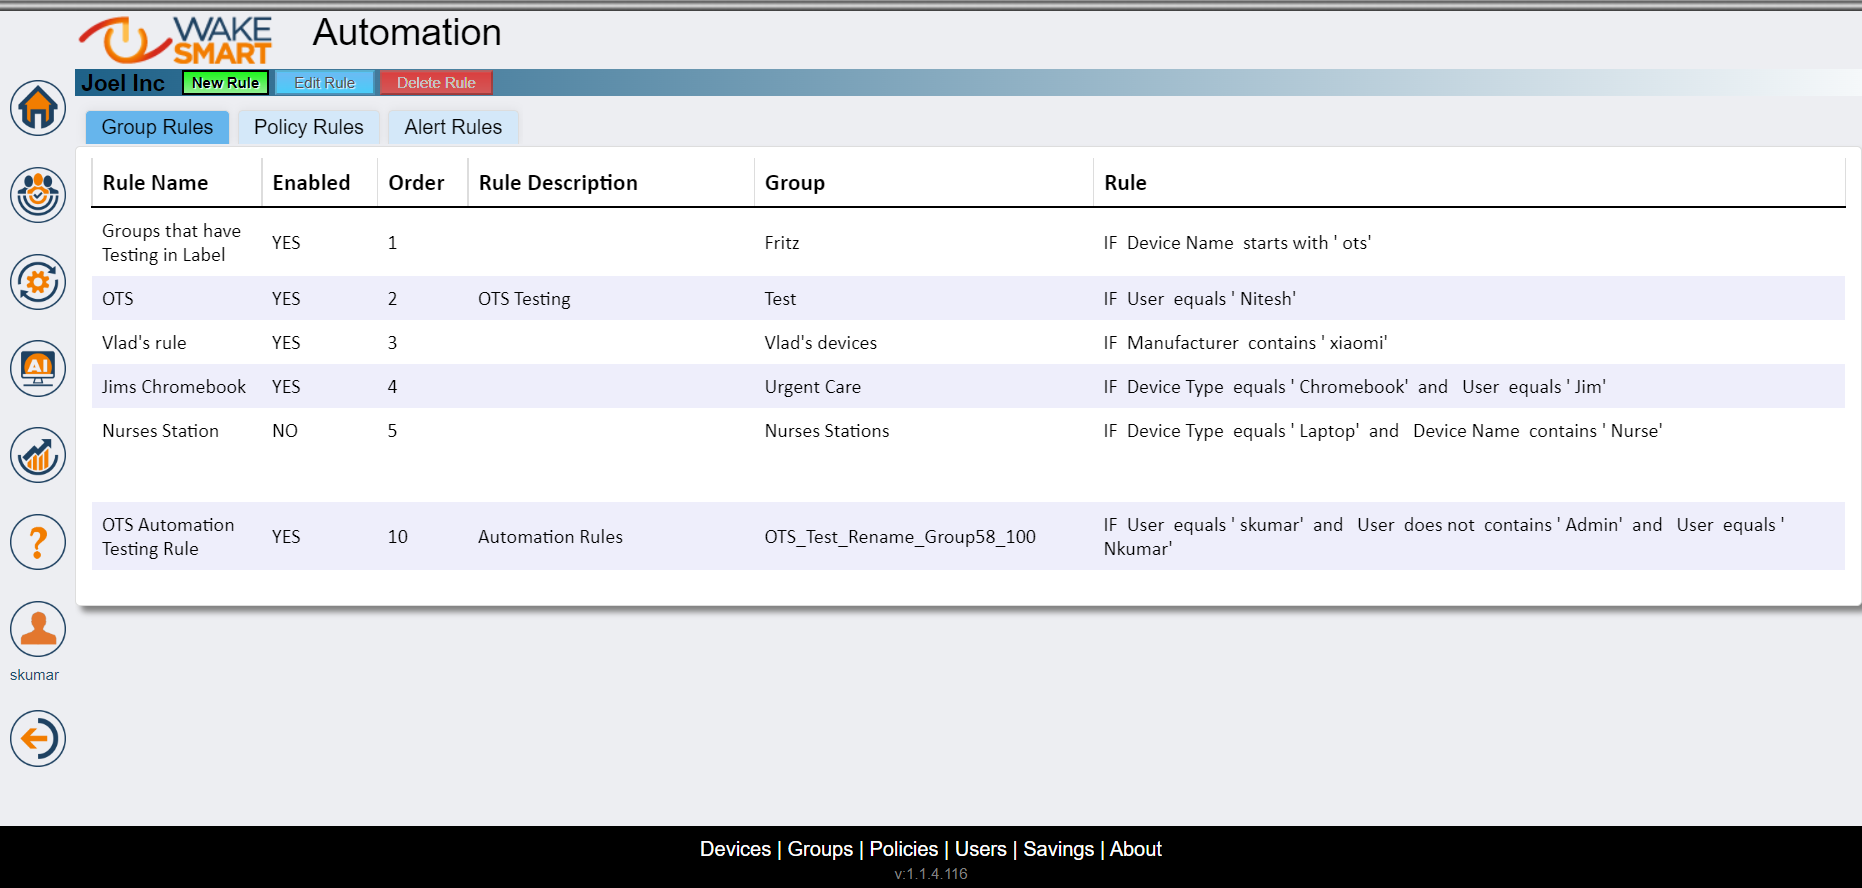 WAKE
SMART
Automation
Joel Inc New Rule Edit Rule Delete Rule
Group Rules Policy Rules Alert Rules
Rule Name Enabled Order Rule Description Group Rule
Groups that have
Testing in Label YES 1 Fritz IF Device Name starts with ' ots'
OTS YES 2 OTS Testing Test IF User equals ' Nitesh'
Vlad's rule YES 3 Vlad's devices IF Manufacturer contains ' xiaomi'
AI
Jims Chromebook YES 4 Urgent Care IF Device Type equals ' Chromebook' and User equals ' Jim'
Nurses Station NO 5 Nurses Stations IF Device Type equals ' Laptop' and Device Name contains ' Nurse'
?
OTS Automation
Testing Rule YES 10 Automation Rules OTS_Test_Rename_Group58_100 IF User equals ' skumar' and User does not contains ' Admin' and User equals '
Nkumar'
skumar
Devices | Groups | Policies | Users | Savings | About
v:1.1.4.116